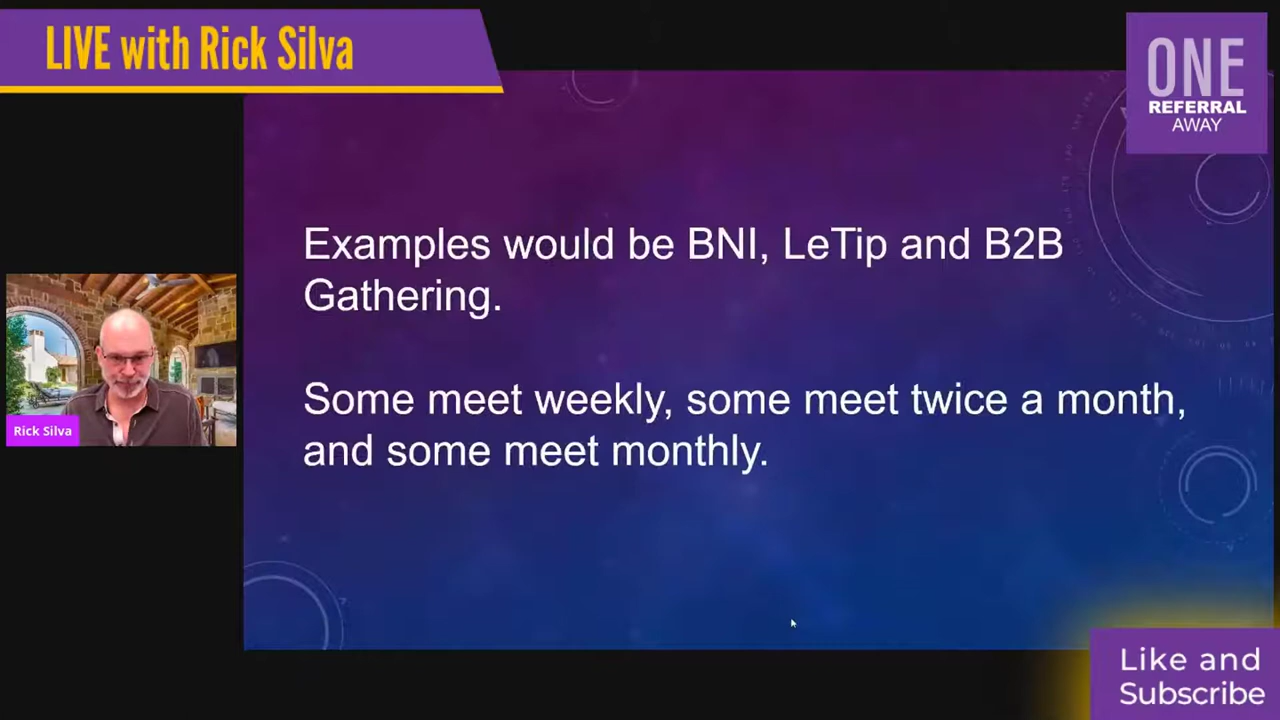 LIVE with Rick Silva
ONE
REFERRAL
AWAY
Examples would be BNI, LeTip and B2B
Gathering.
Some meet weekly, some meet twice a month,
and some meet monthly.
Rick Silva
Like and
Subscribe